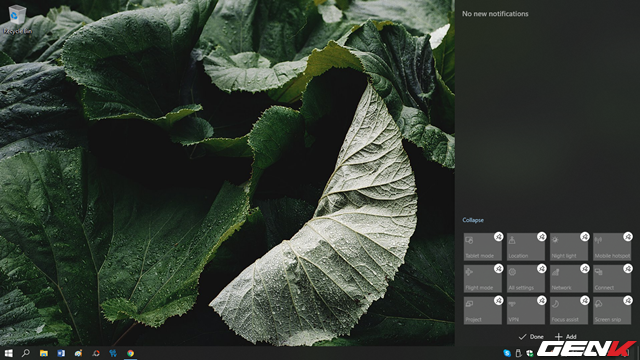 Recycle Bin
No new notifications
Collapse
Tablet mode
Location
Night light
Mobile hotspot
Flight mode
All settings
Network
Connect
Project
VPN
Focus assist
Screen snip
Done
Add
GENK